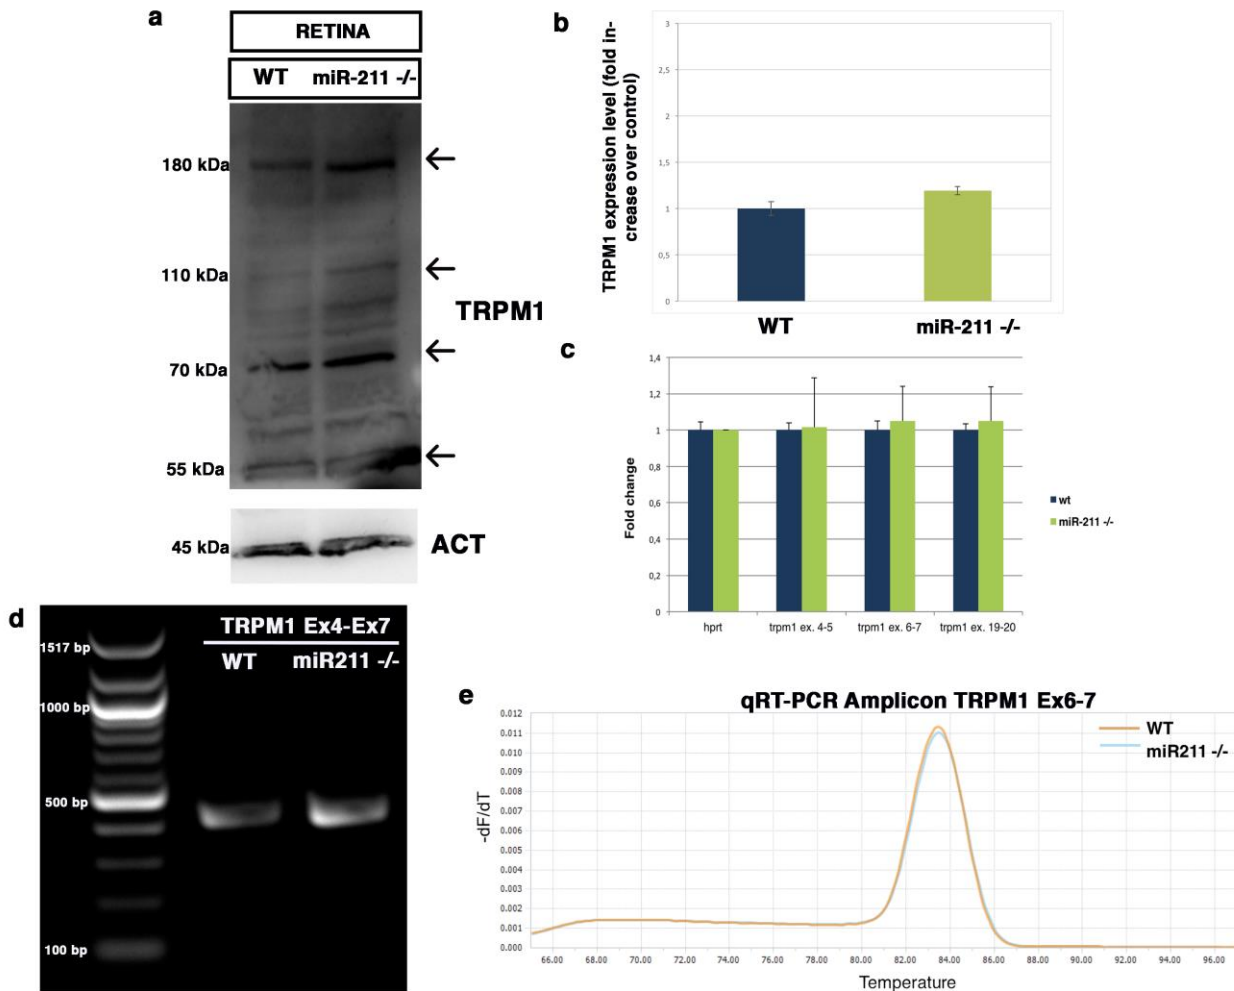 a
RETINA
WT miR-211 -/-
180 kDa
110 kDa
TRPM1
70 kDa
55 kDa
45 kDa
ACT
b
TRPM1 expression level (fold in-
crease over control)
3
2,5
2
1,5
1
0,5
0
WT miR-211 -/-
c
Fold change
1,4
1,2
1
0,8
0,6
0,4
0,2
0
hprt trpm1 ex. 4-5 trpm1 ex. 6-7 trpm1 ex. 19-20
wt
miR-211 -/-
d
TRPM1 Ex4-Ex7
WT miR211 -/-
1517 bp
1000 bp
500 bp
100 bp
e
qRT-PCR Amplicon TRPM1 Ex6-7
WT
miR211 -/-
-dF/dT
0.012
0.011
0.010
0.009
0.008
0.007
0.006
0.005
0.004
0.003
0.002
0.001
0.000
66.00 68.00 70.00 72.00 74.00 76.00 78.00 80.00 82.00 84.00 86.00 88.00 90.00 92.00 94.00 96.00
Temperature